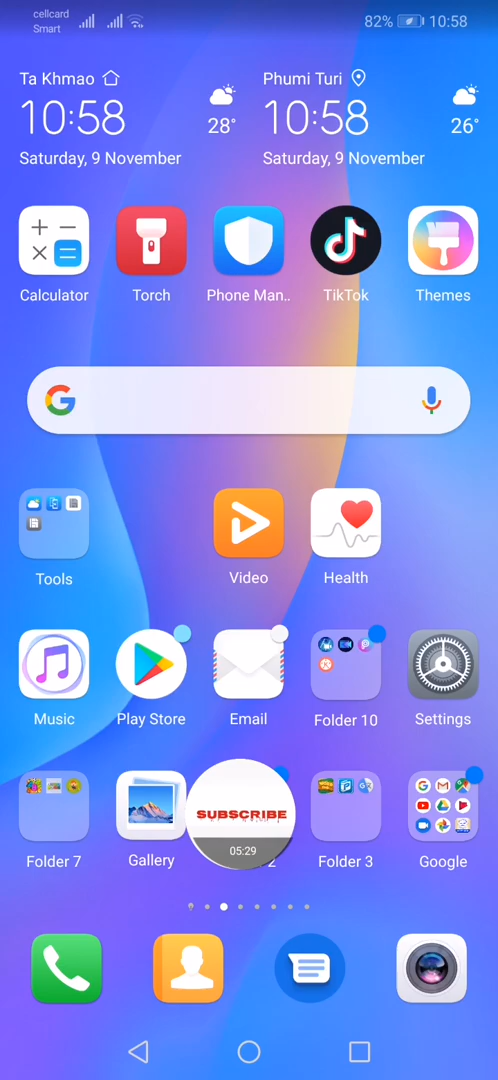 cellcard
Smart
82% 10:58
Ta Khmao
10:58
28°
Saturday, 9 November
Phumi Turi
10:58
26°
Saturday, 9 November
Calculator
Torch
Phone Man..
TikTok
Themes
Tools
Video
Health
Music
Play Store
Email
Folder 10
Settings
SUBSCRIBE
05:29
Folder 7
Gallery
2
Folder 3
Google